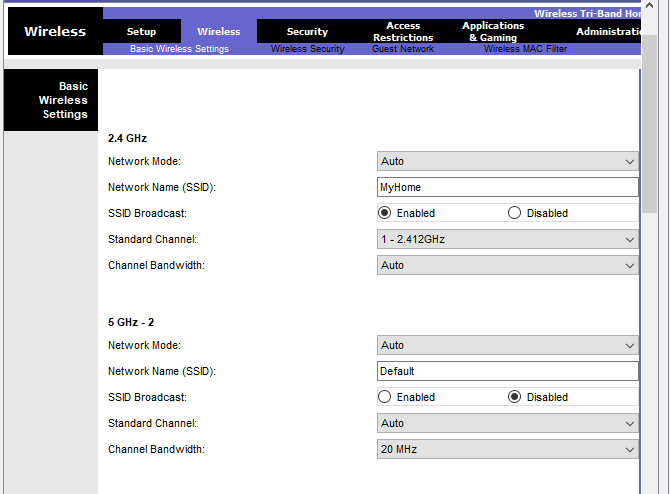 Wireless Tri-Band Hor
Wireless
Setup Wireless Security Access Restrictions Applications & Gaming Administratio
Basic Wireless Settings Wireless Security Guest Network Wireless MAC Filter
Basic
Wireless
Settings
2.4 GHz
Network Mode: Auto
Network Name (SSID): MyHome
SSID Broadcast: Enabled Disabled
Standard Channel: 1 - 2.412GHz
Channel Bandwidth: Auto
5 GHz - 2
Network Mode: Auto
Network Name (SSID): Default
SSID Broadcast: Enabled Disabled
Standard Channel: Auto
Channel Bandwidth: 20 MHz